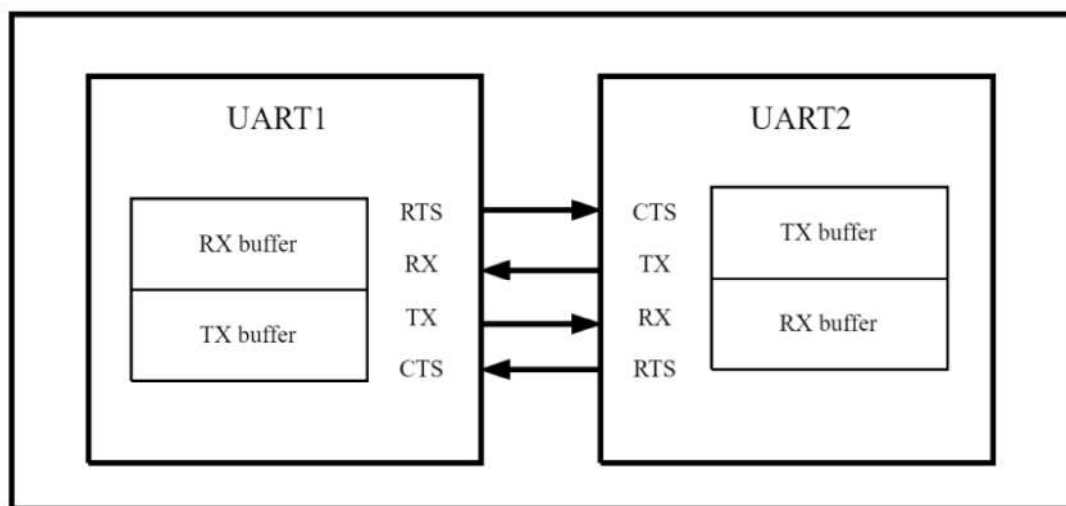 UART1
RX buffer
TX buffer
RTS
RX
TX
CTS
UART2
CTS
TX
RX
RTS
TX buffer
RX buffer